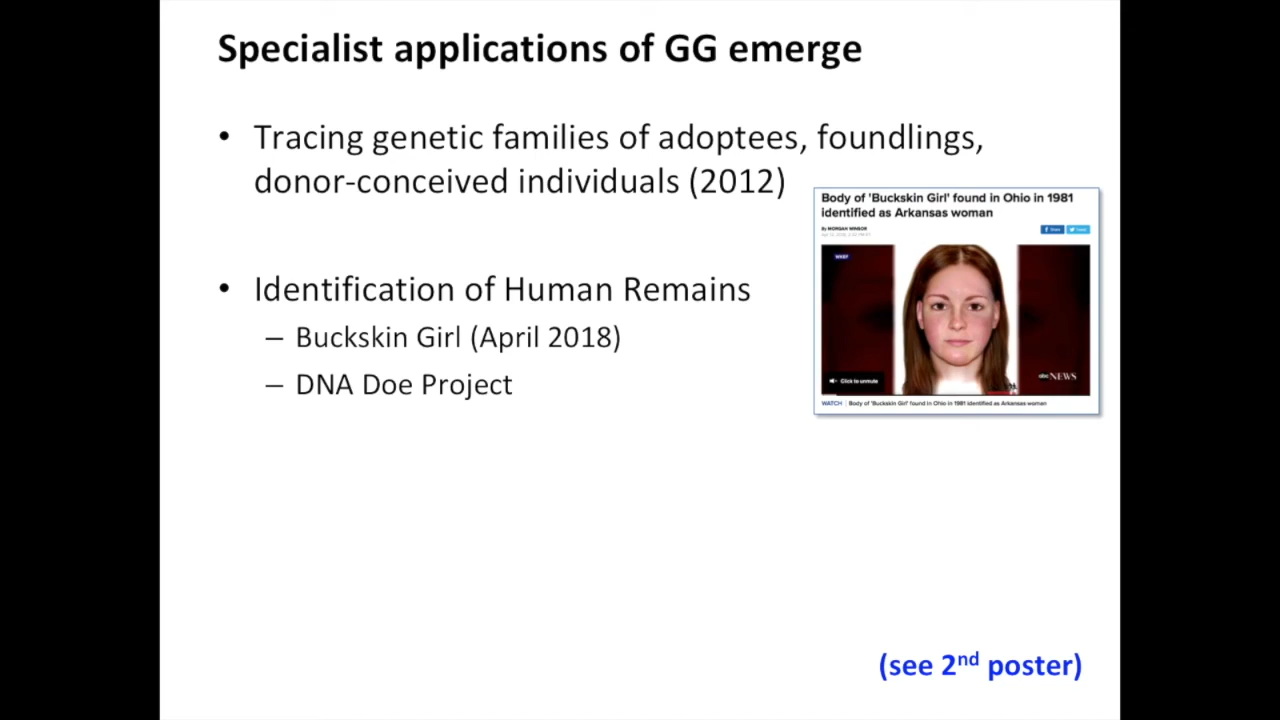 Specialist applications of GG emerge
• Tracing genetic families of adoptees, foundlings,
donor-conceived individuals (2012)
Body of 'Buckskin Girl' found in Ohio in 1981
identified as Arkansas woman
By MORGAN WINSOR
Share
Tweet
• Identification of Human Remains
– Buckskin Girl (April 2018)
– DNA Doe Project
Click to unmute
abc NEWS
WATCH | Body of 'Buckskin Girl' found in Ohio in 1981 identified as Arkansas woman
(see 2nd poster)